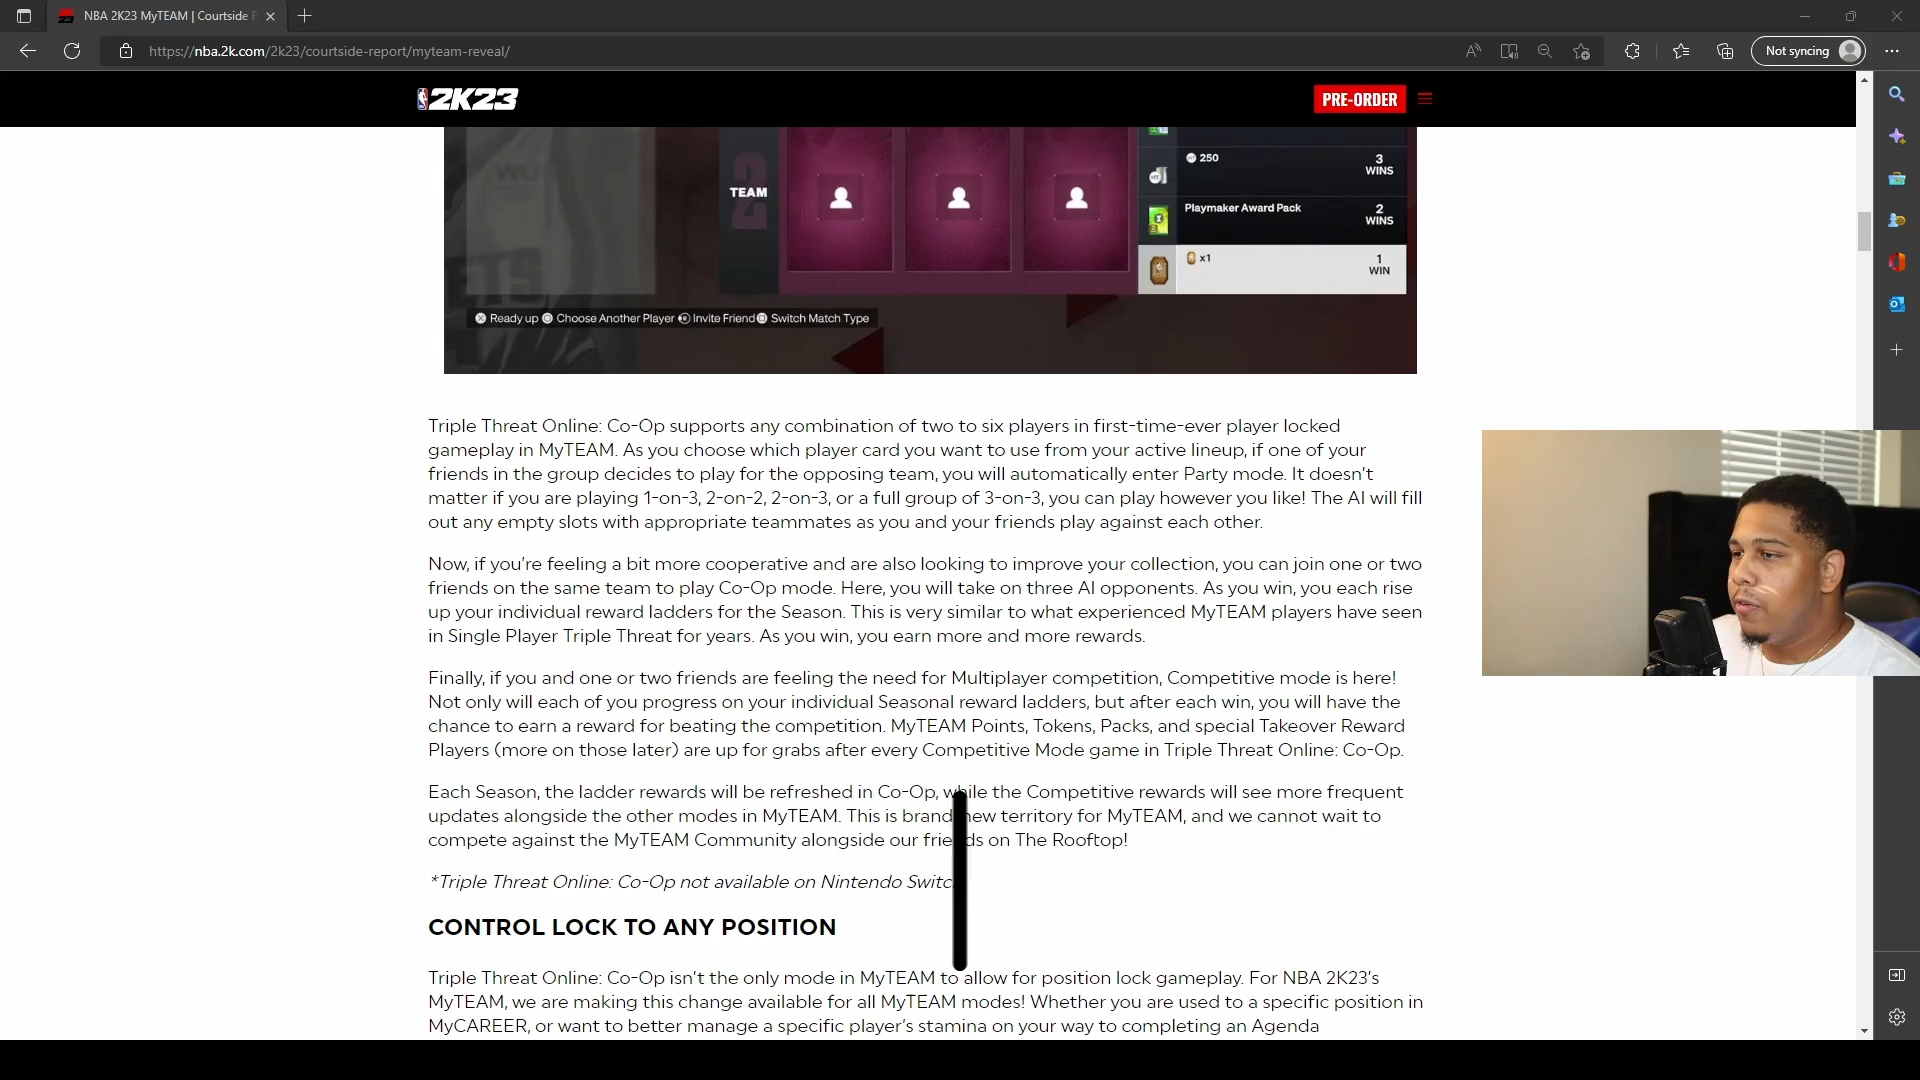 NBA 2K23 MyTEAM | Courtside
https://nba.2k.com/2k23/courtside-report/myteam-reveal/
Not syncing
2K23
PRE-ORDER
TEAM
2
250
3
WINS
Playmaker Award Pack
2
WINS
x1
1
WIN
Ready up Choose Another Player Invite Friend Switch Match Type
Triple Threat Online: Co-Op supports any combination of two to six players in first-time-ever player locked
gameplay in MyTEAM. As you choose which player card you want to use from your active lineup, if one of your
friends in the group decides to play for the opposing team, you will automatically enter Party mode. It doesn't
matter if you are playing 1-on-3, 2-on-2, 2-on-3, or a full group of 3-on-3, you can play however you like! The AI will fill
out any empty slots with appropriate teammates as you and your friends play against each other.
Now, if you're feeling a bit more cooperative and are also looking to improve your collection, you can join one or two
friends on the same team to play Co-Op mode. Here, you will take on three AI opponents. As you win, you each rise
up your individual reward ladders for the Season. This is very similar to what experienced MyTEAM players have seen
in Single Player Triple Threat for years. As you win, you earn more and more rewards.
Finally, if you and one or two friends are feeling the need for Multiplayer competition, Competitive mode is here!
Not only will each of you progress on your individual Seasonal reward ladders, but after each win, you will have the
chance to earn a reward for beating the competition. MyTEAM Points, Tokens, Packs, and special Takeover Reward
Players (more on those later) are up for grabs after every Competitive Mode game in Triple Threat Online: Co-Op.
Each Season, the ladder rewards will be refreshed in Co-Op, while the Competitive rewards will see more frequent
updates alongside the other modes in MyTEAM. This is brand new territory for MyTEAM, and we cannot wait to
compete against the MyTEAM Community alongside our friends on The Rooftop!
*Triple Threat Online: Co-Op not available on Nintendo Switch
CONTROL LOCK TO ANY POSITION
Triple Threat Online: Co-Op isn't the only mode in MyTEAM to allow for position lock gameplay. For NBA 2K23's
MyTEAM, we are making this change available for all MyTEAM modes! Whether you are used to a specific position in
MyCAREER, or want to better manage a specific player's stamina on your way to completing an Agenda